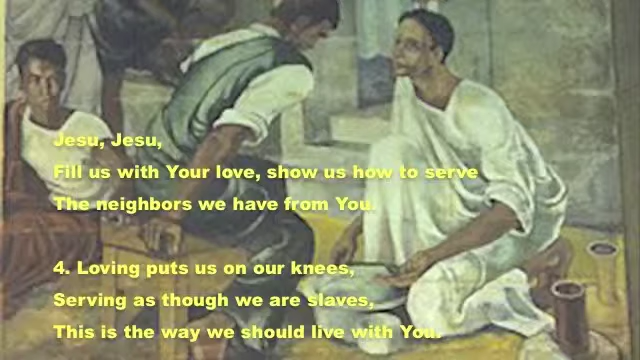 Jesu, Jesu,
Fill us with Your love, show us how to serve
The neighbors we have from You.
4. Loving puts us on our knees,
Serving as though we are slaves,
This is the way we should live with You.